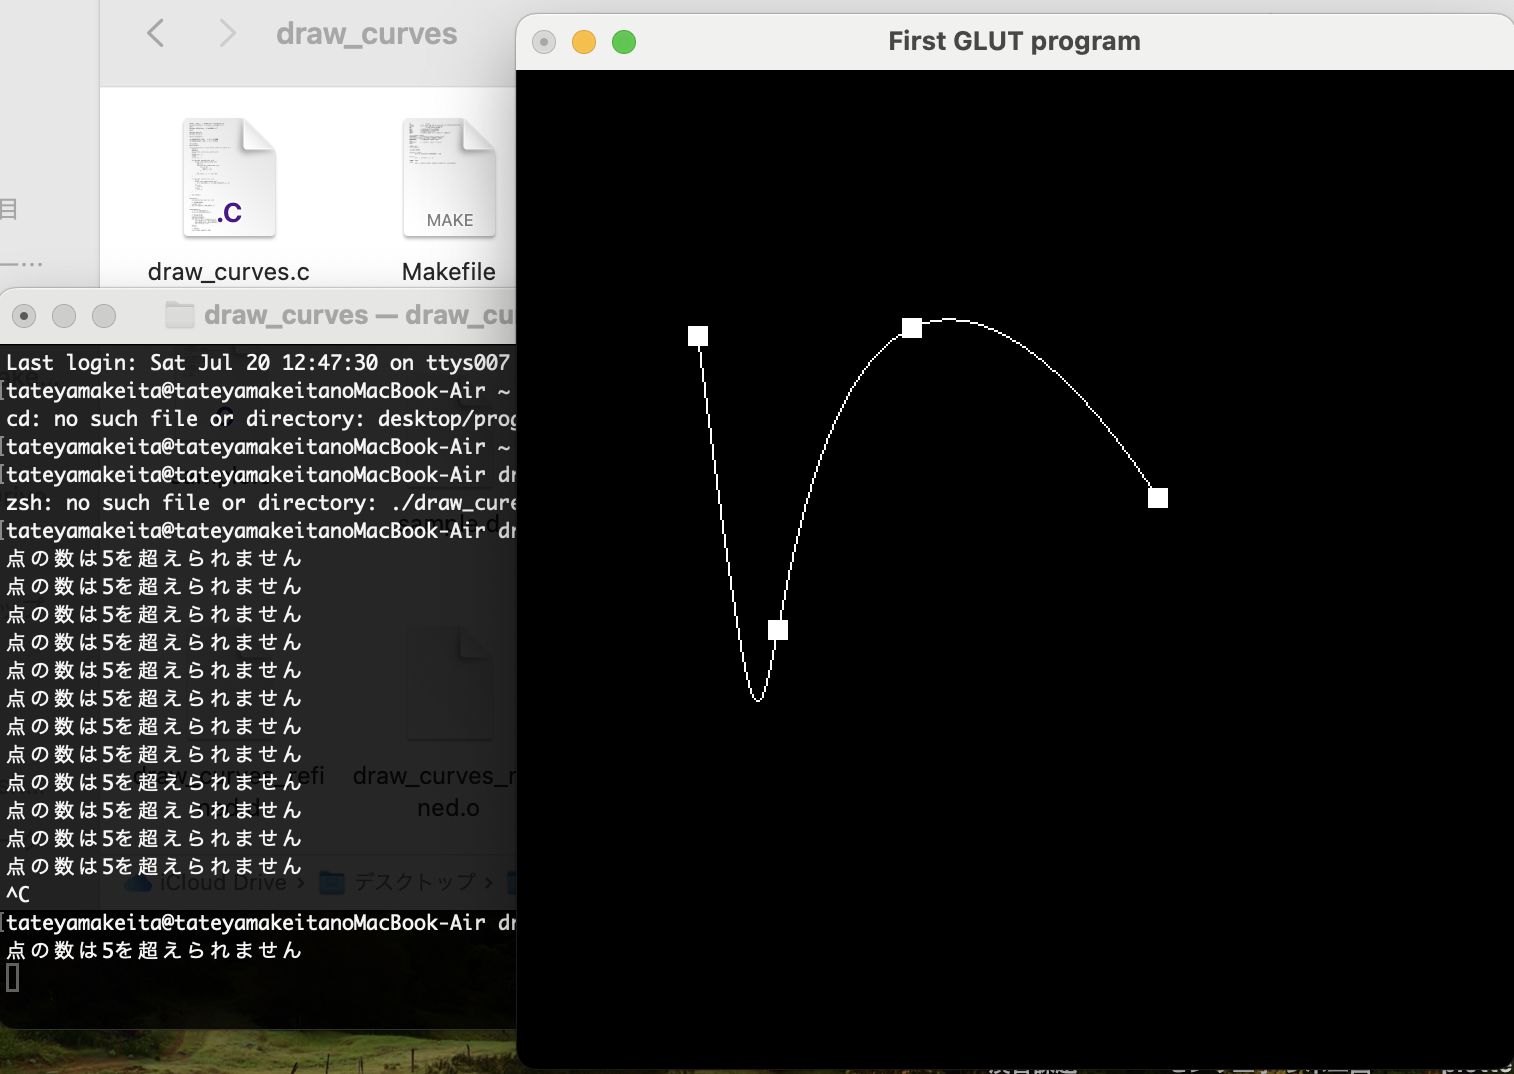 draw_curves
First GLUT program
.C
MAKE
draw_curves.c
Makefile
目
draw_curves — draw_cu
Last login: Sat Jul 20 12:47:30 on ttys007
tateyamakeita@tateyamakeitanoMacBook-Air ~
cd: no such file or directory: desktop/prog
tateyamakeita@tateyamakeitanoMacBook-Air ~
tateyamakeita@tateyamakeitanoMacBook-Air dr
zsh: no such file or directory: ./draw_cure
sample.d
tateyamakeita@tateyamakeitanoMacBook-Air dr
点の数は5を超えられません
点の数は5を超えられません
点の数は5を超えられません
点の数は5を超えられません
点の数は5を超えられません
点の数は5を超えられません
点の数は5を超えられません
点の数は5を超えられません
draw_curves_refi
draw_curves_r
点の数は5を超えられません
ned.d
ned.o
点の数は5を超えられません
点の数は5を超えられません
点の数は5を超えられません
iCloud Drive › デスクトップ ›
^C
tateyamakeita@tateyamakeitanoMacBook-Air dr
点の数は5を超えられません